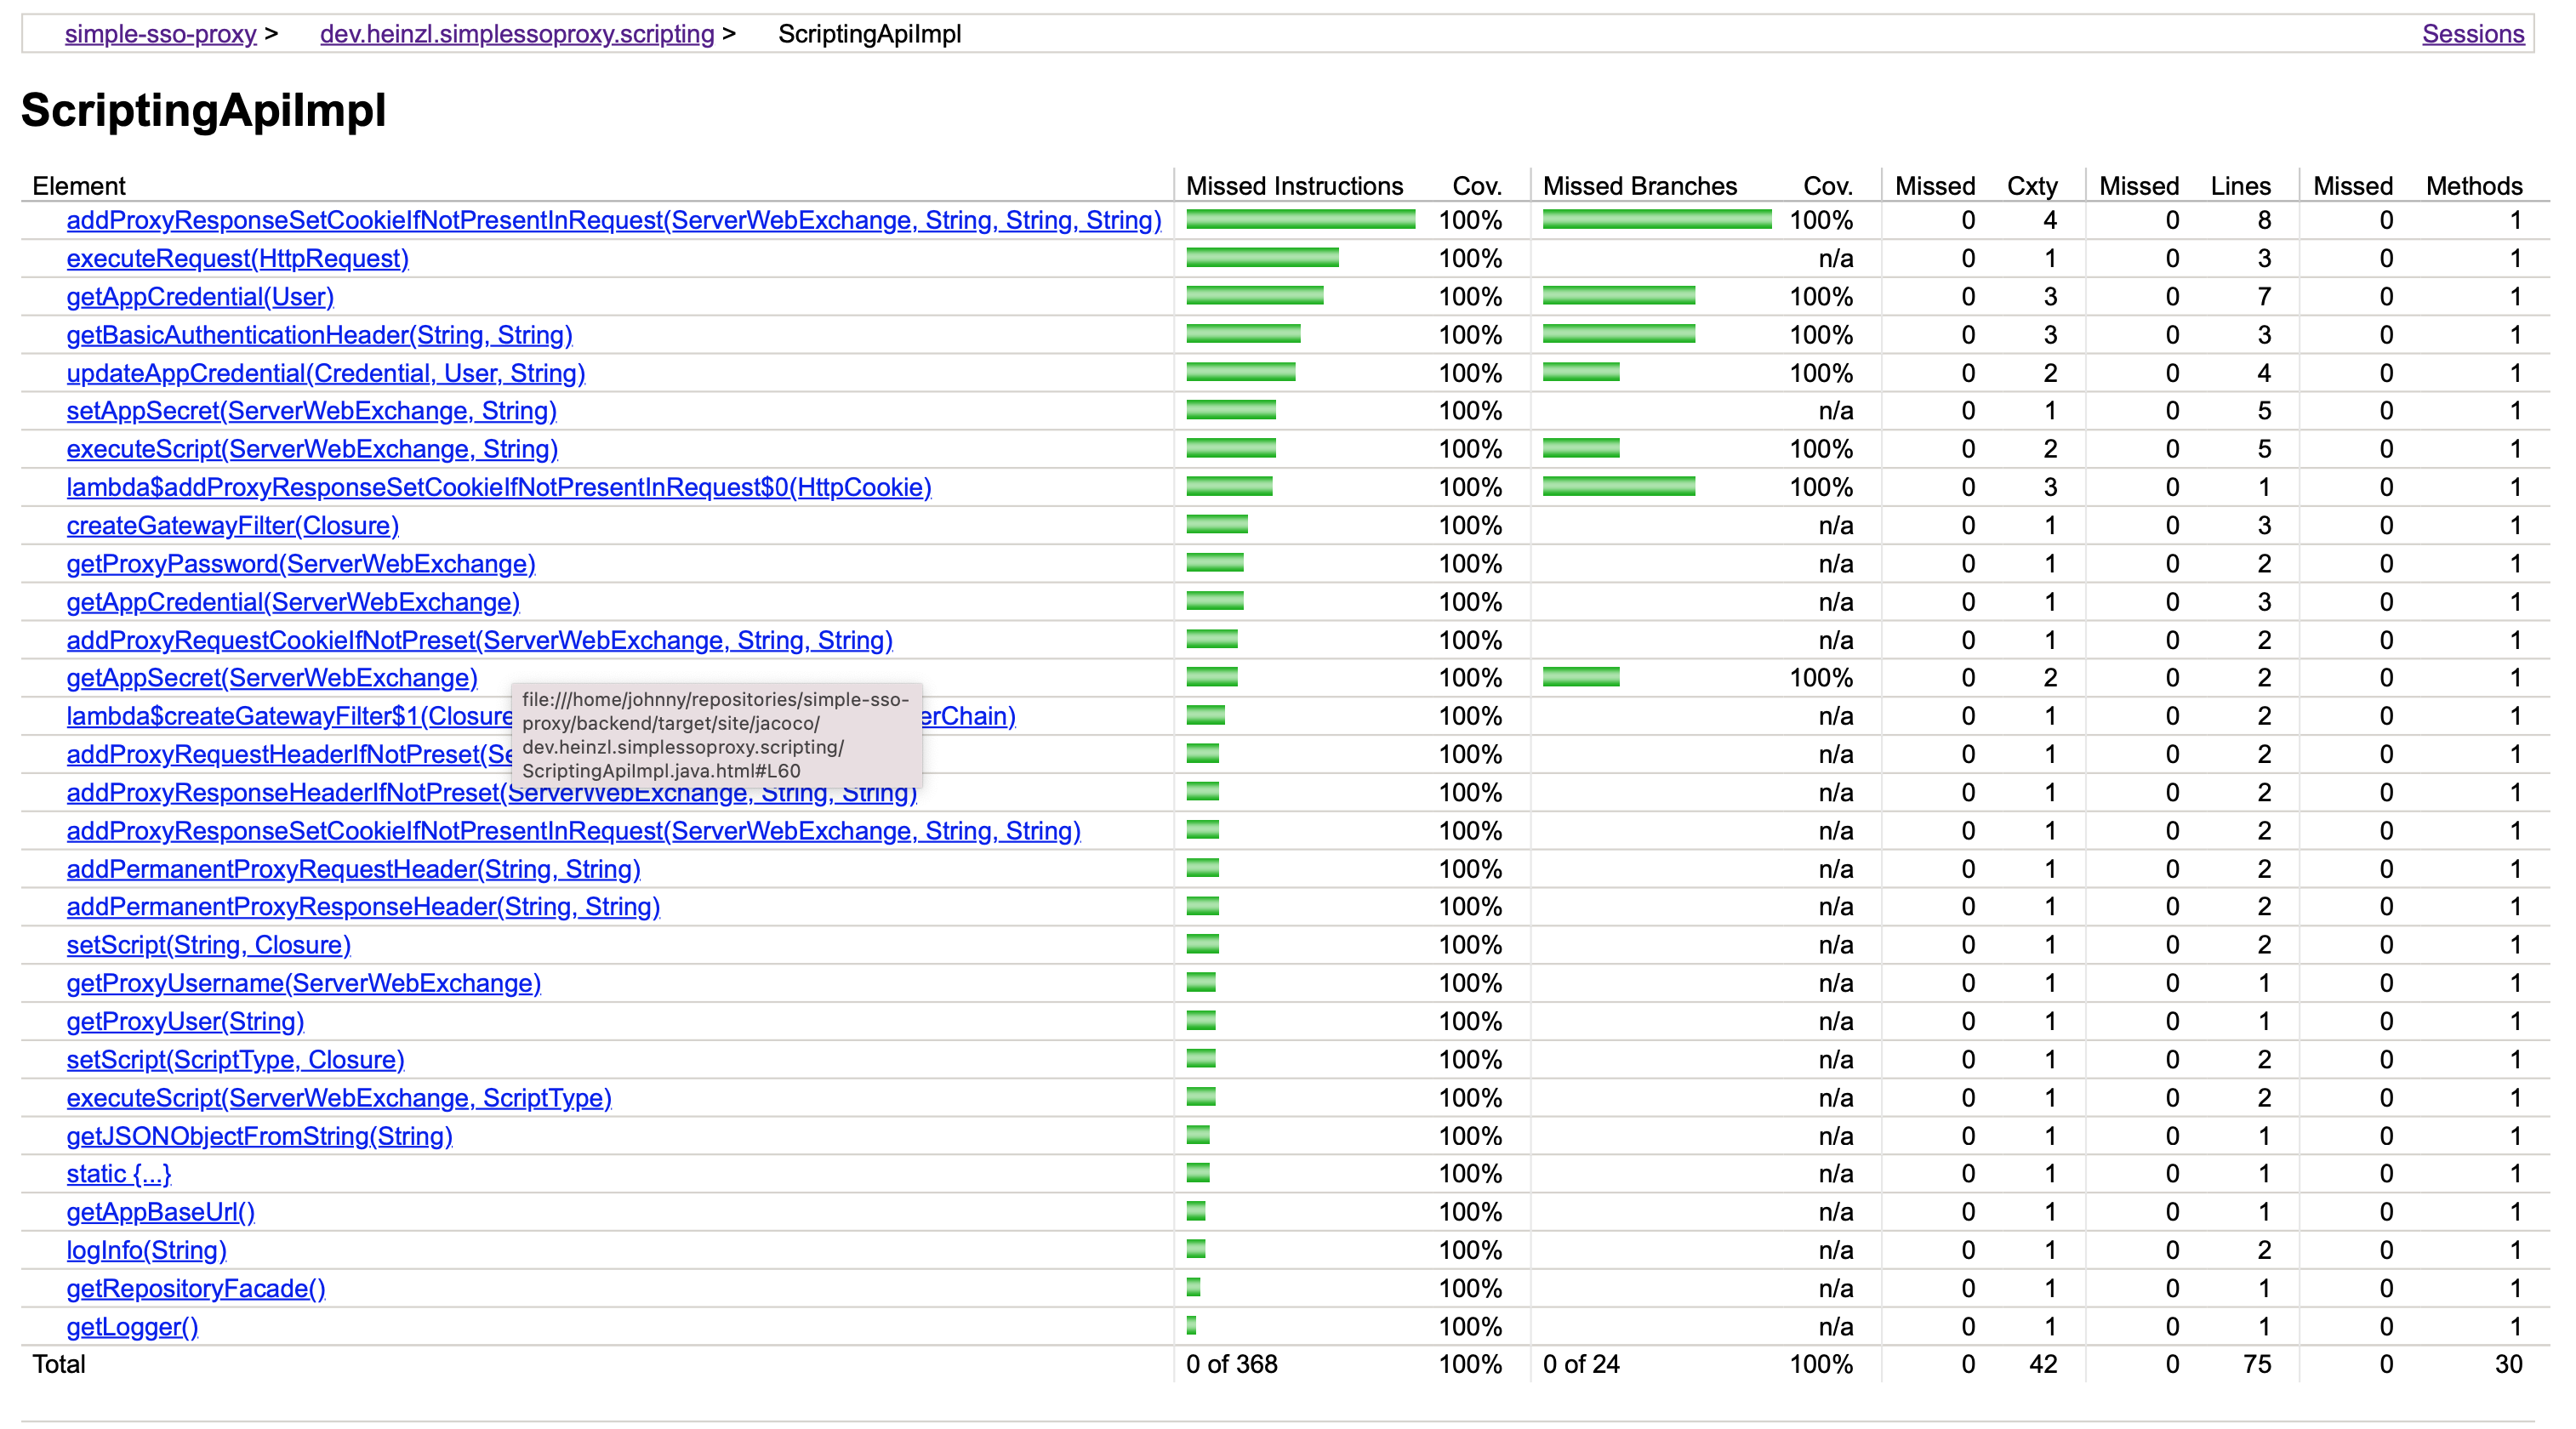 simple-sso-proxy > dev.heinzl.simplessoproxy.scripting > ScriptingApiImpl Sessions
ScriptingApiImpl
Element Missed Instructions Cov. Missed Branches Cov. Missed Cxty Missed Lines Missed Methods
addProxyResponseSetCookieIfNotPresentInRequest(ServerWebExchange, String, String, String) 100% 100% 0 4 0 8 0 1
executeRequest(HttpRequest) 100% n/a 0 1 0 3 0 1
getAppCredential(User) 100% 100% 0 3 0 7 0 1
getBasicAuthenticationHeader(String, String) 100% 100% 0 3 0 3 0 1
updateAppCredential(Credential, User, String) 100% 100% 0 2 0 4 0 1
setAppSecret(ServerWebExchange, String) 100% n/a 0 1 0 5 0 1
executeScript(ServerWebExchange, String) 100% 100% 0 2 0 5 0 1
lambda$addProxyResponseSetCookieIfNotPresentInRequest$0(HttpCookie) 100% 100% 0 3 0 1 0 1
createGatewayFilter(Closure) 100% n/a 0 1 0 3 0 1
getProxyPassword(ServerWebExchange) 100% n/a 0 1 0 2 0 1
getAppCredential(ServerWebExchange) 100% n/a 0 1 0 3 0 1
addProxyRequestCookieIfNotPreset(ServerWebExchange, String, String) 100% n/a 0 1 0 2 0 1
getAppSecret(ServerWebExchange) 100% 100% 0 2 0 2 0 1
file:///home/johnny/repositories/simple-sso-
proxy/backend/target/site/jacoco/
dev.heinzl.simplessoproxy.scripting/
ScriptingApiImpl.java.html#L60
lambda$createGatewayFilter$1(Closure erChain) 100% n/a 0 1 0 2 0 1
addProxyRequestHeaderIfNotPreset(Se 100% n/a 0 1 0 2 0 1
addProxyResponseHeaderIfNotPreset(ServerWebExchange, String, String) 100% n/a 0 1 0 2 0 1
addProxyResponseSetCookieIfNotPresentInRequest(ServerWebExchange, String, String) 100% n/a 0 1 0 2 0 1
addPermanentProxyRequestHeader(String, String) 100% n/a 0 1 0 2 0 1
addPermanentProxyResponseHeader(String, String) 100% n/a 0 1 0 2 0 1
setScript(String, Closure) 100% n/a 0 1 0 2 0 1
getProxyUsername(ServerWebExchange) 100% n/a 0 1 0 1 0 1
getProxyUser(String) 100% n/a 0 1 0 1 0 1
setScript(ScriptType, Closure) 100% n/a 0 1 0 2 0 1
executeScript(ServerWebExchange, ScriptType) 100% n/a 0 1 0 2 0 1
getJSONObjectFromString(String) 100% n/a 0 1 0 1 0 1
static {...} 100% n/a 0 1 0 1 0 1
getAppBaseUrl() 100% n/a 0 1 0 1 0 1
logInfo(String) 100% n/a 0 1 0 2 0 1
getRepositoryFacade() 100% n/a 0 1 0 1 0 1
getLogger() 100% n/a 0 1 0 1 0 1
Total 0 of 368 100% 0 of 24 100% 0 42 0 75 0 30